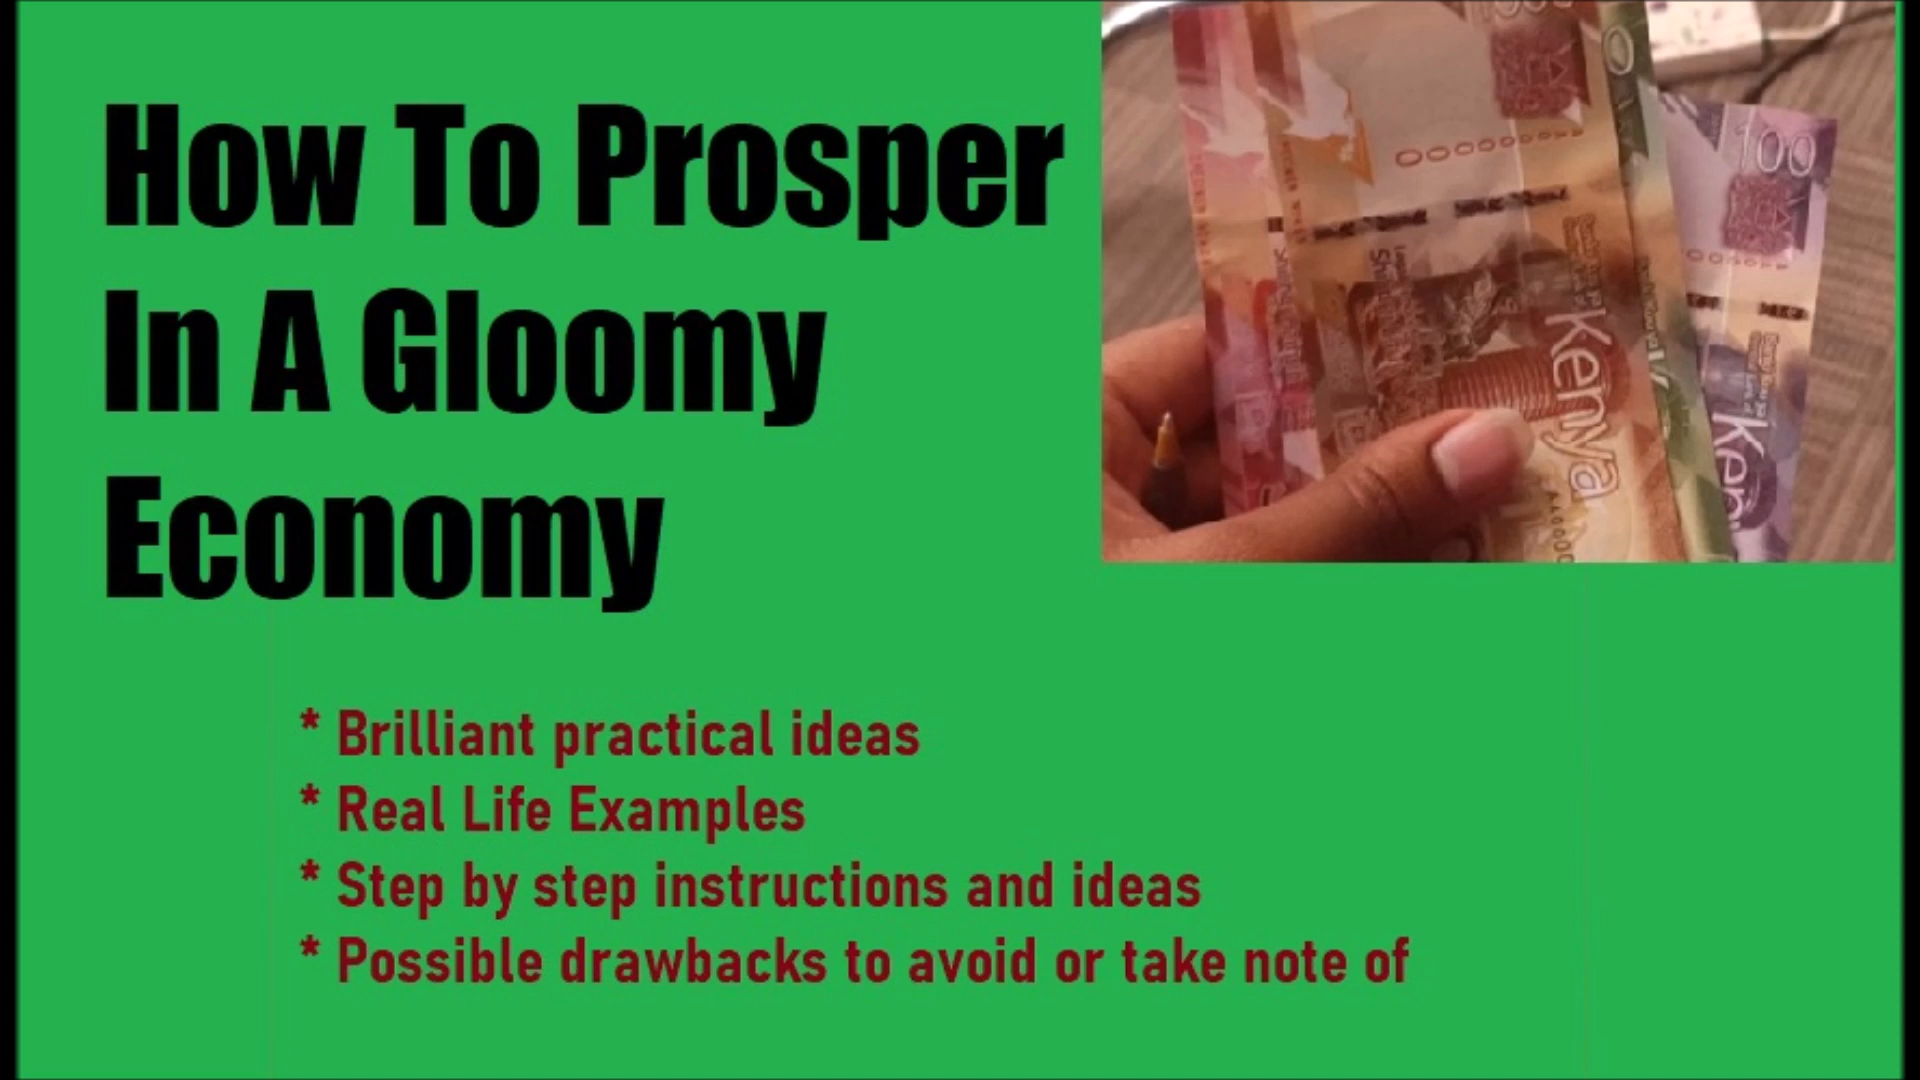 How To Prosper
In A Gloomy
Economy
* Brilliant practical ideas
* Real Life Examples
* Step by step instructions and ideas
* Possible drawbacks to avoid or take note of
100
Kenya